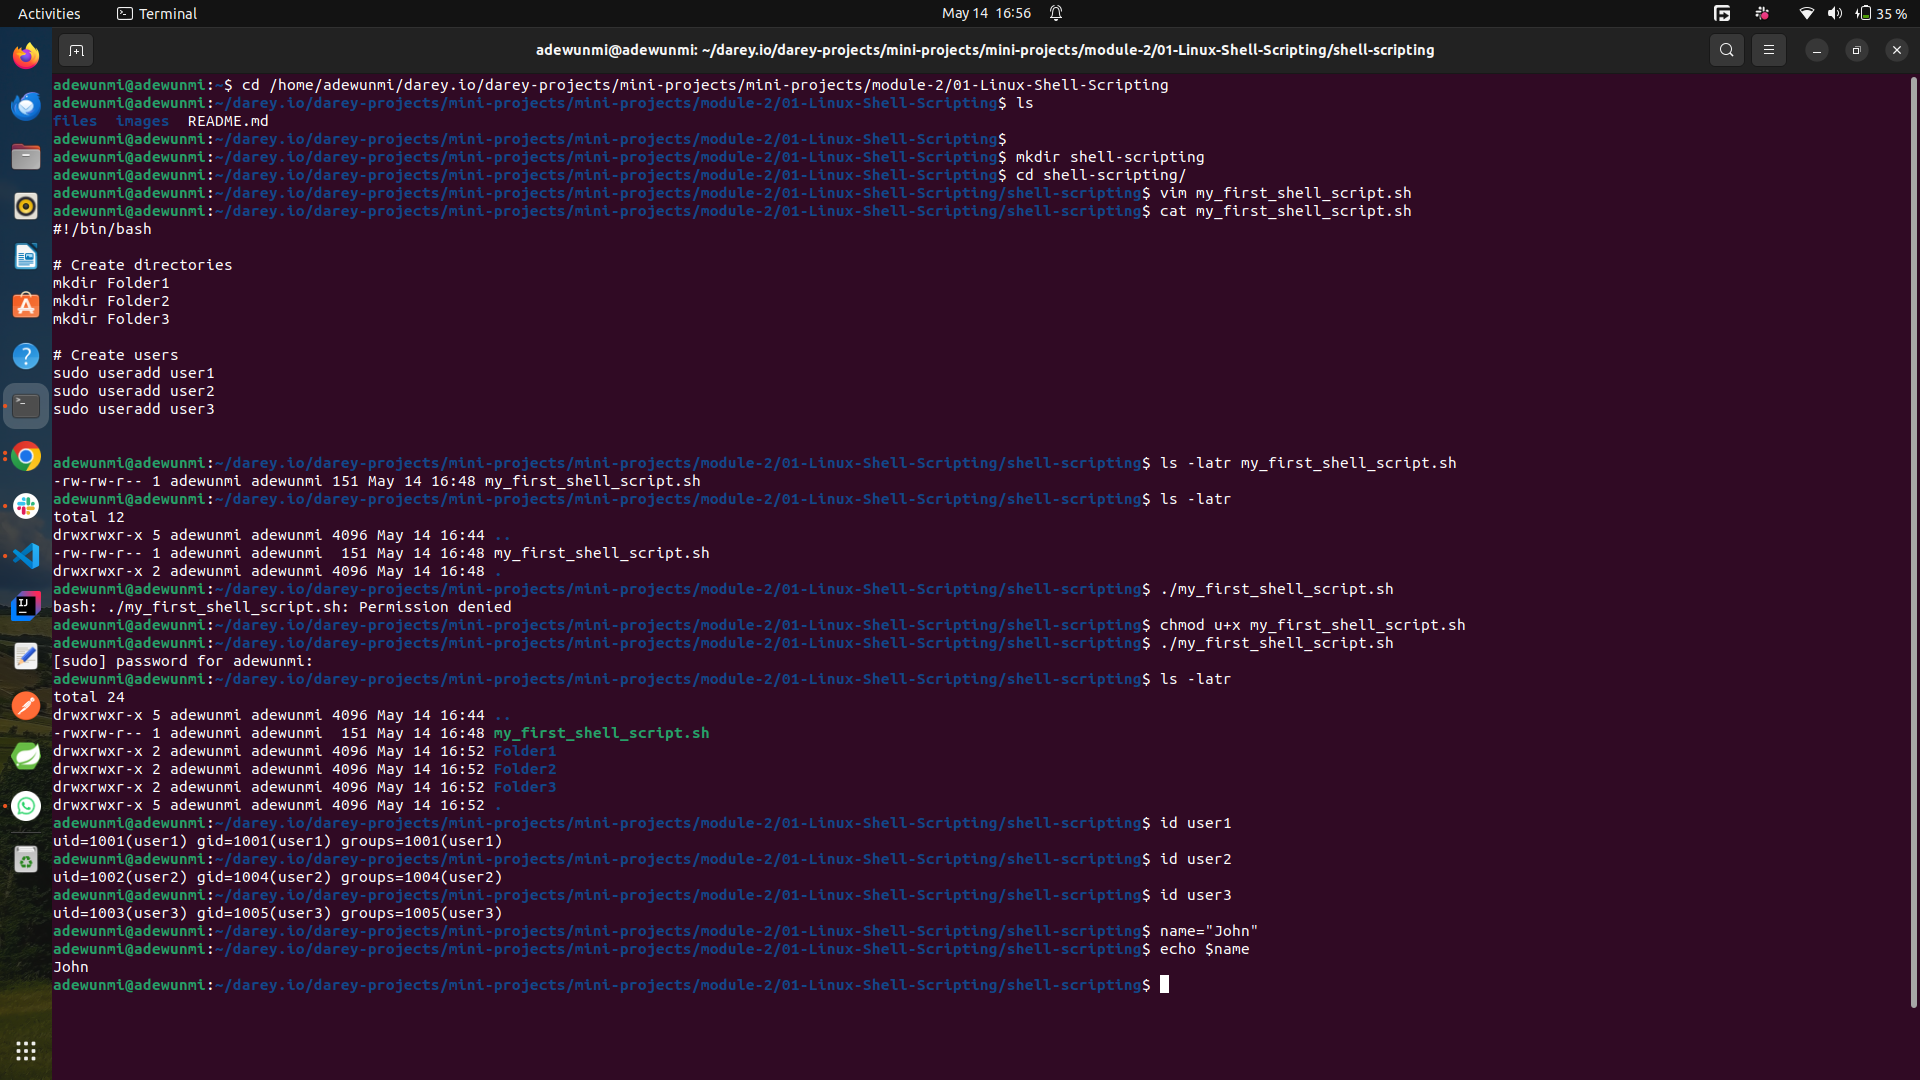 Activities
Terminal
May 14 16:56
35 %
adewunmi@adewunmi: ~/darey.io/darey-projects/mini-projects/mini-projects/module-2/01-Linux-Shell-Scripting/shell-scripting
adewunmi@adewunmi:~$ cd /home/adewunmi/darey.io/darey-projects/mini-projects/mini-projects/module-2/01-Linux-Shell-Scripting
adewunmi@adewunmi:~/darey.io/darey-projects/mini-projects/mini-projects/module-2/01-Linux-Shell-Scripting$ ls
files  images  README.md
adewunmi@adewunmi:~/darey.io/darey-projects/mini-projects/mini-projects/module-2/01-Linux-Shell-Scripting$
adewunmi@adewunmi:~/darey.io/darey-projects/mini-projects/mini-projects/module-2/01-Linux-Shell-Scripting$ mkdir shell-scripting
adewunmi@adewunmi:~/darey.io/darey-projects/mini-projects/mini-projects/module-2/01-Linux-Shell-Scripting$ cd shell-scripting/
adewunmi@adewunmi:~/darey.io/darey-projects/mini-projects/mini-projects/module-2/01-Linux-Shell-Scripting/shell-scripting$ vim my_first_shell_script.sh
adewunmi@adewunmi:~/darey.io/darey-projects/mini-projects/mini-projects/module-2/01-Linux-Shell-Scripting/shell-scripting$ cat my_first_shell_script.sh
#!/bin/bash
# Create directories
mkdir Folder1
mkdir Folder2
mkdir Folder3
# Create users
sudo useradd user1
sudo useradd user2
sudo useradd user3
adewunmi@adewunmi:~/darey.io/darey-projects/mini-projects/mini-projects/module-2/01-Linux-Shell-Scripting/shell-scripting$ ls -latr my_first_shell_script.sh
-rw-rw-r-- 1 adewunmi adewunmi 151 May 14 16:48 my_first_shell_script.sh
adewunmi@adewunmi:~/darey.io/darey-projects/mini-projects/mini-projects/module-2/01-Linux-Shell-Scripting/shell-scripting$ ls -latr
total 12
drwxrwxr-x 5 adewunmi adewunmi 4096 May 14 16:44 ..
-rw-rw-r-- 1 adewunmi adewunmi  151 May 14 16:48 my_first_shell_script.sh
drwxrwxr-x 2 adewunmi adewunmi 4096 May 14 16:48 .
adewunmi@adewunmi:~/darey.io/darey-projects/mini-projects/mini-projects/module-2/01-Linux-Shell-Scripting/shell-scripting$ ./my_first_shell_script.sh
bash: ./my_first_shell_script.sh: Permission denied
adewunmi@adewunmi:~/darey.io/darey-projects/mini-projects/mini-projects/module-2/01-Linux-Shell-Scripting/shell-scripting$ chmod u+x my_first_shell_script.sh
adewunmi@adewunmi:~/darey.io/darey-projects/mini-projects/mini-projects/module-2/01-Linux-Shell-Scripting/shell-scripting$ ./my_first_shell_script.sh
[sudo] password for adewunmi:
adewunmi@adewunmi:~/darey.io/darey-projects/mini-projects/mini-projects/module-2/01-Linux-Shell-Scripting/shell-scripting$ ls -latr
total 24
drwxrwxr-x 5 adewunmi adewunmi 4096 May 14 16:44 ..
-rwxrw-r-- 1 adewunmi adewunmi  151 May 14 16:48 my_first_shell_script.sh
drwxrwxr-x 2 adewunmi adewunmi 4096 May 14 16:52 Folder1
drwxrwxr-x 2 adewunmi adewunmi 4096 May 14 16:52 Folder2
drwxrwxr-x 2 adewunmi adewunmi 4096 May 14 16:52 Folder3
drwxrwxr-x 5 adewunmi adewunmi 4096 May 14 16:52 .
adewunmi@adewunmi:~/darey.io/darey-projects/mini-projects/mini-projects/module-2/01-Linux-Shell-Scripting/shell-scripting$ id user1
uid=1001(user1) gid=1001(user1) groups=1001(user1)
adewunmi@adewunmi:~/darey.io/darey-projects/mini-projects/mini-projects/module-2/01-Linux-Shell-Scripting/shell-scripting$ id user2
uid=1002(user2) gid=1004(user2) groups=1004(user2)
adewunmi@adewunmi:~/darey.io/darey-projects/mini-projects/mini-projects/module-2/01-Linux-Shell-Scripting/shell-scripting$ id user3
uid=1003(user3) gid=1005(user3) groups=1005(user3)
adewunmi@adewunmi:~/darey.io/darey-projects/mini-projects/mini-projects/module-2/01-Linux-Shell-Scripting/shell-scripting$ name="John"
adewunmi@adewunmi:~/darey.io/darey-projects/mini-projects/mini-projects/module-2/01-Linux-Shell-Scripting/shell-scripting$ echo $name
John
adewunmi@adewunmi:~/darey.io/darey-projects/mini-projects/mini-projects/module-2/01-Linux-Shell-Scripting/shell-scripting$